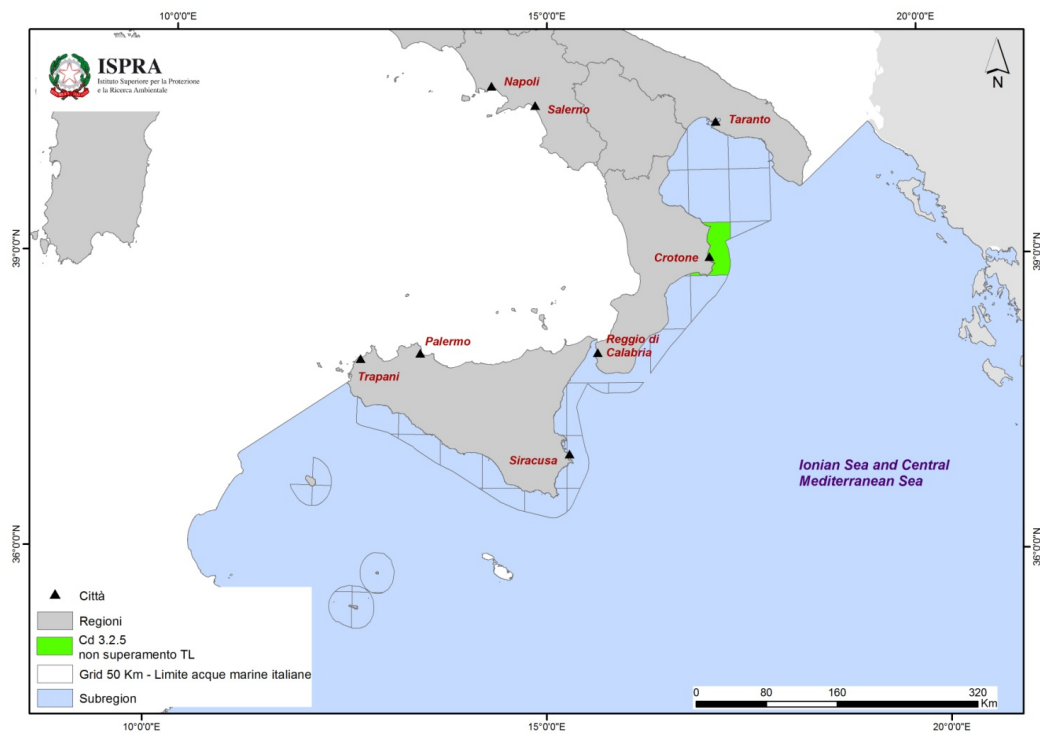 10°0'0"E
15°0'0"E
20°0'0"E
ISPRA
Istituto Superiore per la Protezione
e la Ricerca Ambientale
N
Napoli
Salerno
Taranto
39°0'0"N
39°0'0"N
Crotone
Palermo
Reggio di
Calabria
Trapani
Siracusa
Ionian Sea and Central
Mediterranean Sea
36°0'0"N
36°0'0"N
Città
Regioni
Cd 3.2.5
non superamento TL
Grid 50 Km - Limite acque marine italiane
Subregion
0 80 160 320
Km
10°0'0"E
15°0'0"E
20°0'0"E